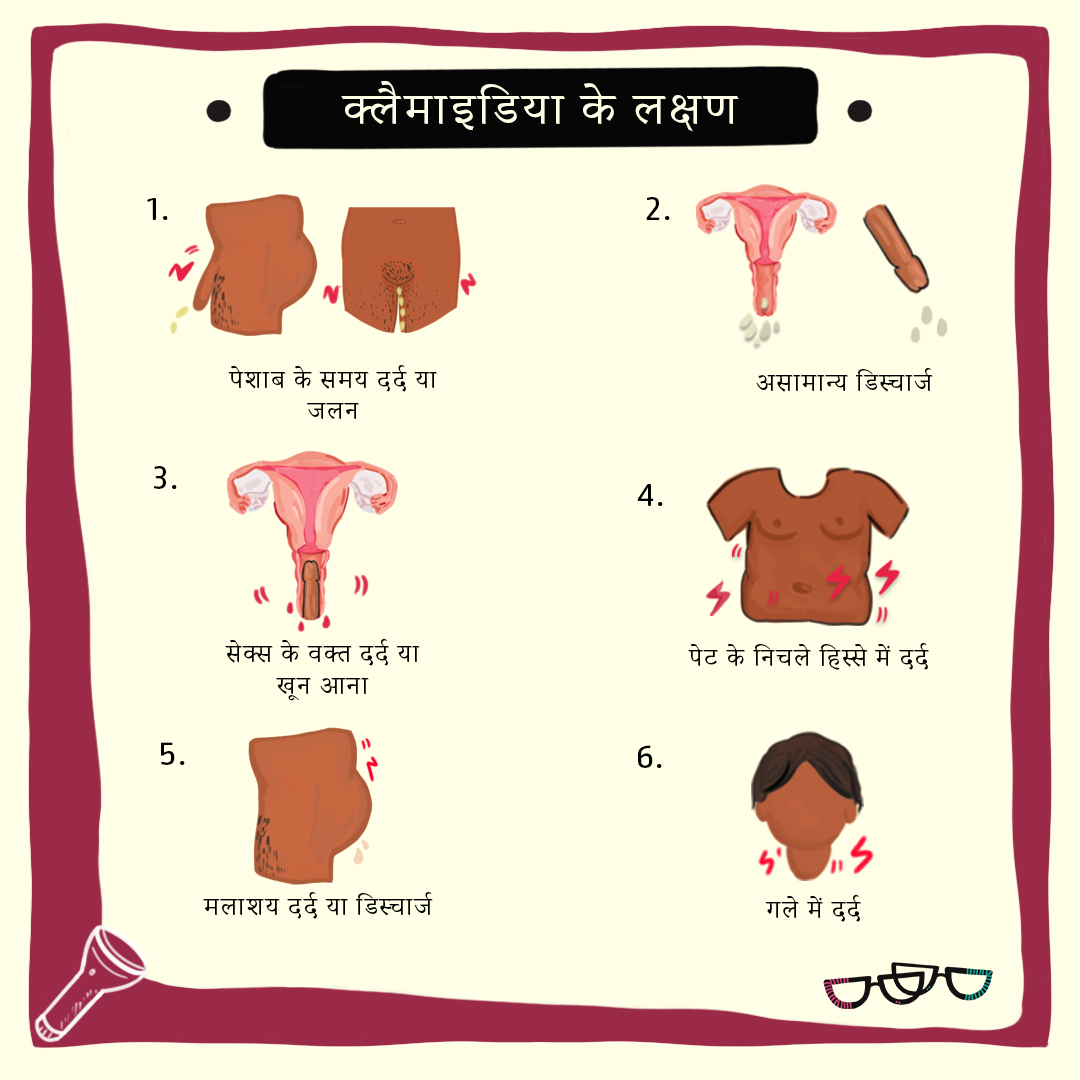 क्लैमाइडिया के लक्षण
1.
पेशाब के समय दर्द या
जलन
2.
असामान्य डिस्चार्ज
3.
सेक्स के वक्त दर्द या
खून आना
4.
पेट के निचले हिस्से में दर्द
5.
मलाशय दर्द या डिस्चार्ज
6.
गले में दर्द